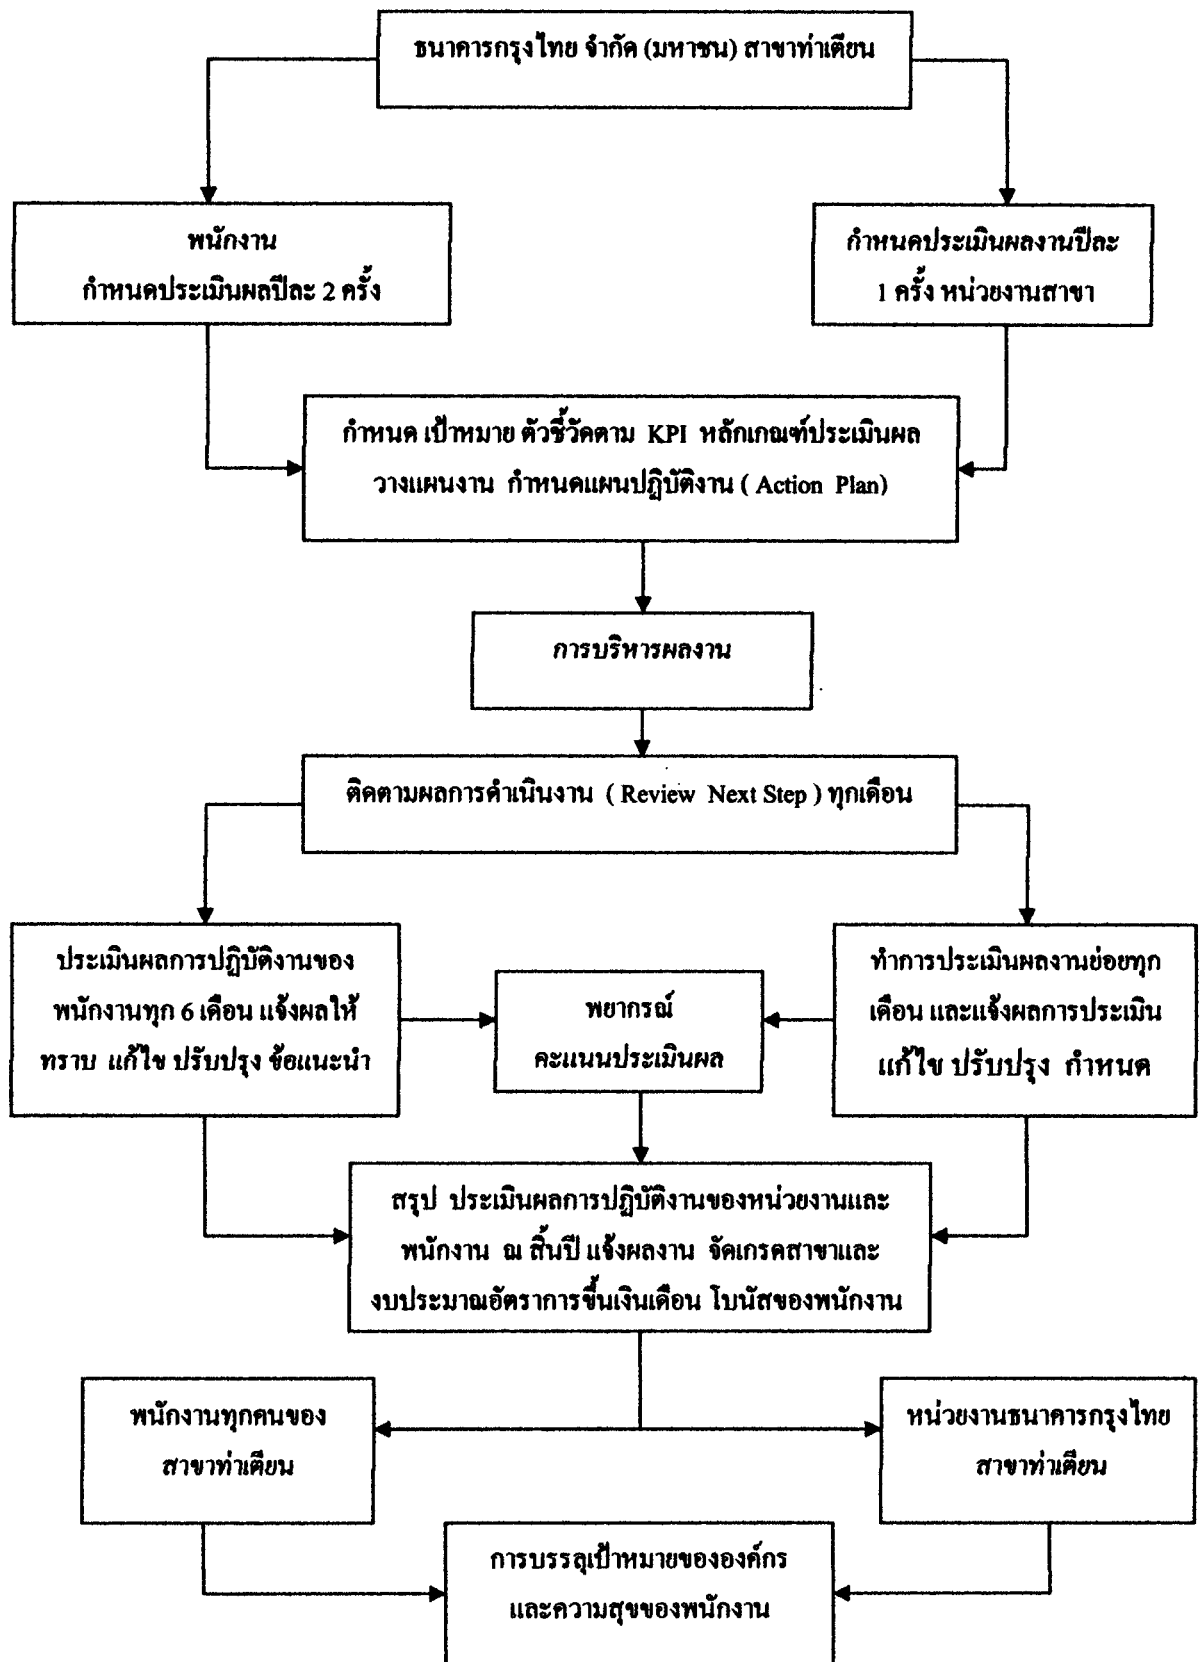 ธนาคารกรุงไทย จำกัด (มหาชน) สาขาท่าเตียน
พนักงาน
กำหนดประเมินผลปีละ 2 ครั้ง
กำหนดประเมินผลงานปีละ
1 ครั้ง หน่วยงานสาขา
กำหนด เป้าหมาย ตัวชี้วัดตาม KPI หลักเกณฑ์ประเมินผล
วางแผนงาน กำหนดแผนปฏิบัติงาน ( Action Plan)
การบริหารผลงาน
ติดตามผลการดำเนินงาน ( Review Next Step ) ทุกเดือน
ประเมินผลการปฏิบัติงานของ
พนักงานทุก 6 เดือน แจ้งผลให้
ทราบ แก้ไข ปรับปรุง ข้อแนะนำ
พยากรณ์
คะแนนประเมินผล
ทำการประเมินผลงานย่อยทุก
เดือน และแจ้งผลการประเมิน
แก้ไข ปรับปรุง กำหนด
สรุป ประเมินผลการปฏิบัติงานของหน่วยงานและ
พนักงาน ณ สิ้นปี แจ้งผลงาน จัดเกรดสาขาและ
งบประมาณอัตราการขึ้นเงินเดือน โบนัสของพนักงาน
พนักงานทุกคนของ
สาขาท่าเตียน
หน่วยงานธนาคารกรุงไทย
สาขาท่าเตียน
การบรรลุเป้าหมายขององค์กร
และความสุขของพนักงาน